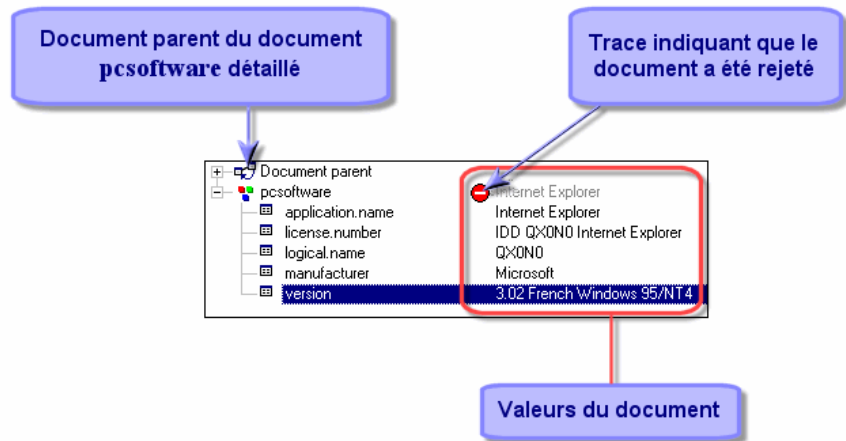 Document parent du document
pcsoftware détaillé
Trace indiquant que le
document a été rejeté
Document parent
pcsoftware Internet Explorer
application.name Internet Explorer
license.number IDD QX0N0 Internet Explorer
logical.name QX0N0
manufacturer Microsoft
version 3.02 French Windows 95/NT4
Valeurs du document